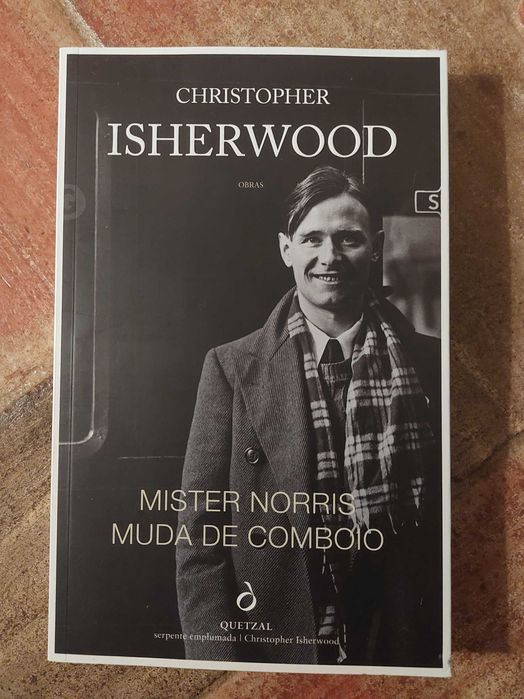 CHRISTOPHER
ISHERWOOD
OBRAS
S
MISTER NORRIS
MUDA DE COMBOIO
QUETZAL
serpente emplumada | Christopher Isherwood